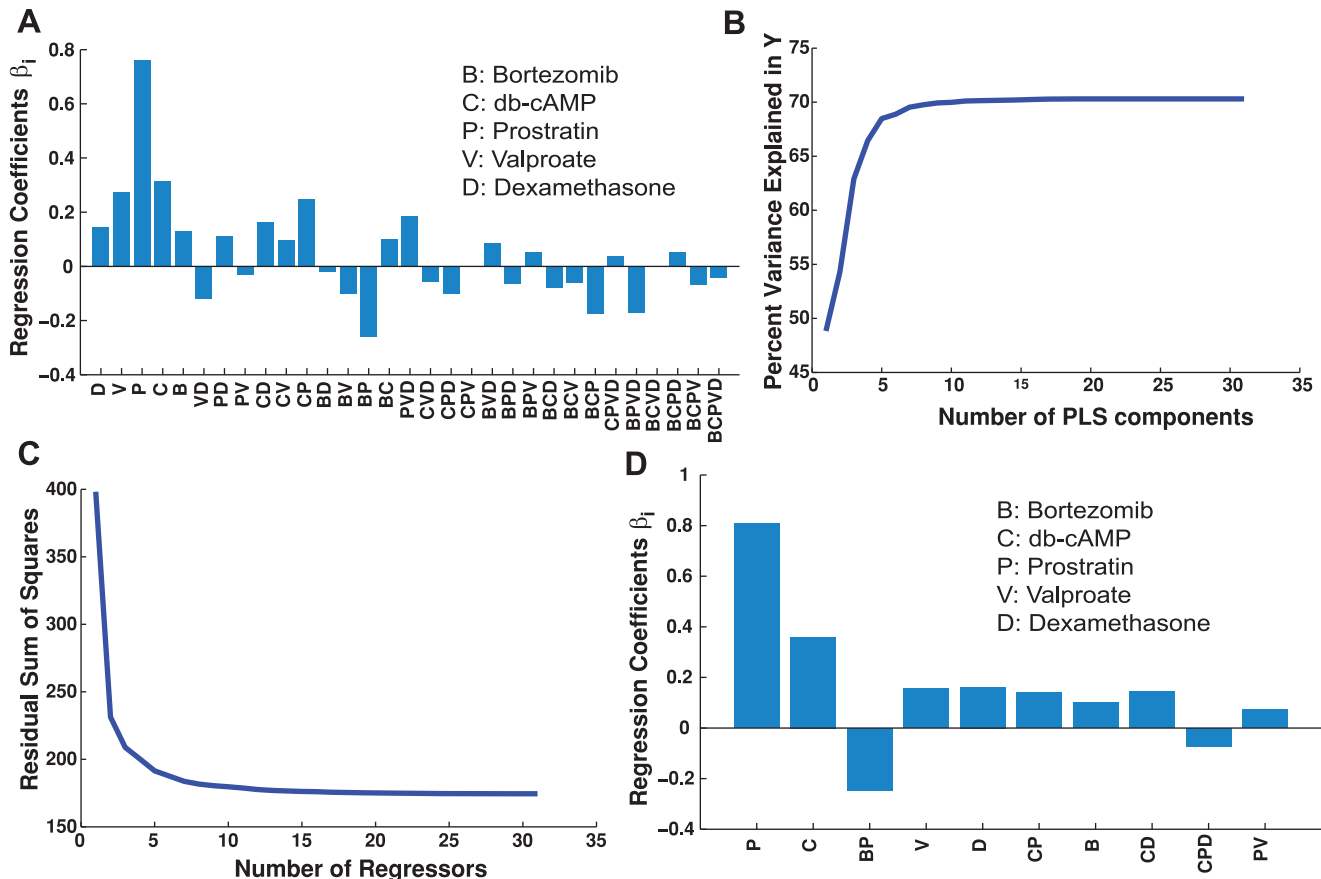 A
Regression Coefficients βi
0.8
0.6
0.4
0.2
0
−0.2
−0.4
B: Bortezomib
C: db-cAMP
P: Prostratin
V: Valproate
D: Dexamethasone
D V P C B VD PD PV CD CV CP BD BV BP BC PVD CVD CPD CPV BVD BPD BPV BCD BCV BCP CPVD BPVD BCVD BCPD BCPV BCPVD
B
Percent Variance Explained in Y
75
70
65
60
55
50
45
0 5 10 15 20 25 30 35
Number of PLS components
C
Residual Sum of Squares
400
350
300
250
200
150
0 5 10 15 20 25 30 35
Number of Regressors
D
Regression Coefficients βi
1
0.8
0.6
0.4
0.2
0
−0.2
−0.4
B: Bortezomib
C: db-cAMP
P: Prostratin
V: Valproate
D: Dexamethasone
P C BP V D CP B CD CPD PV